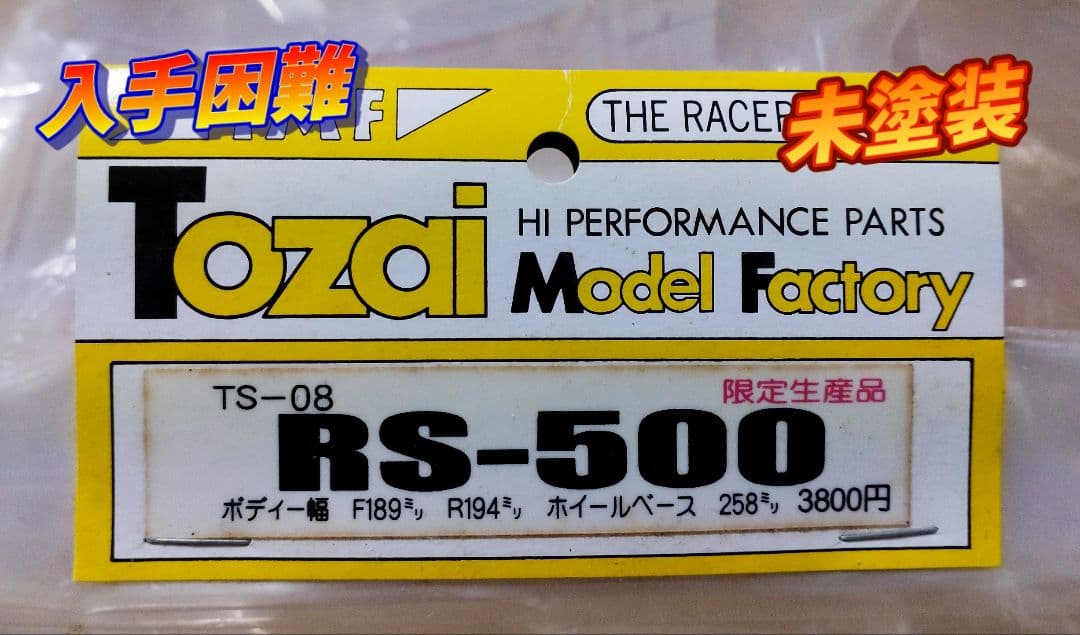 入手困難
未塗装
MF
THE RACER
Tozai
HI PERFORMANCE PARTS
Model Factory
TS-08
限定生産品
RS-500
ボディー幅 F189㍉ R194㍉ ホイールベース 258㍉ 3800円